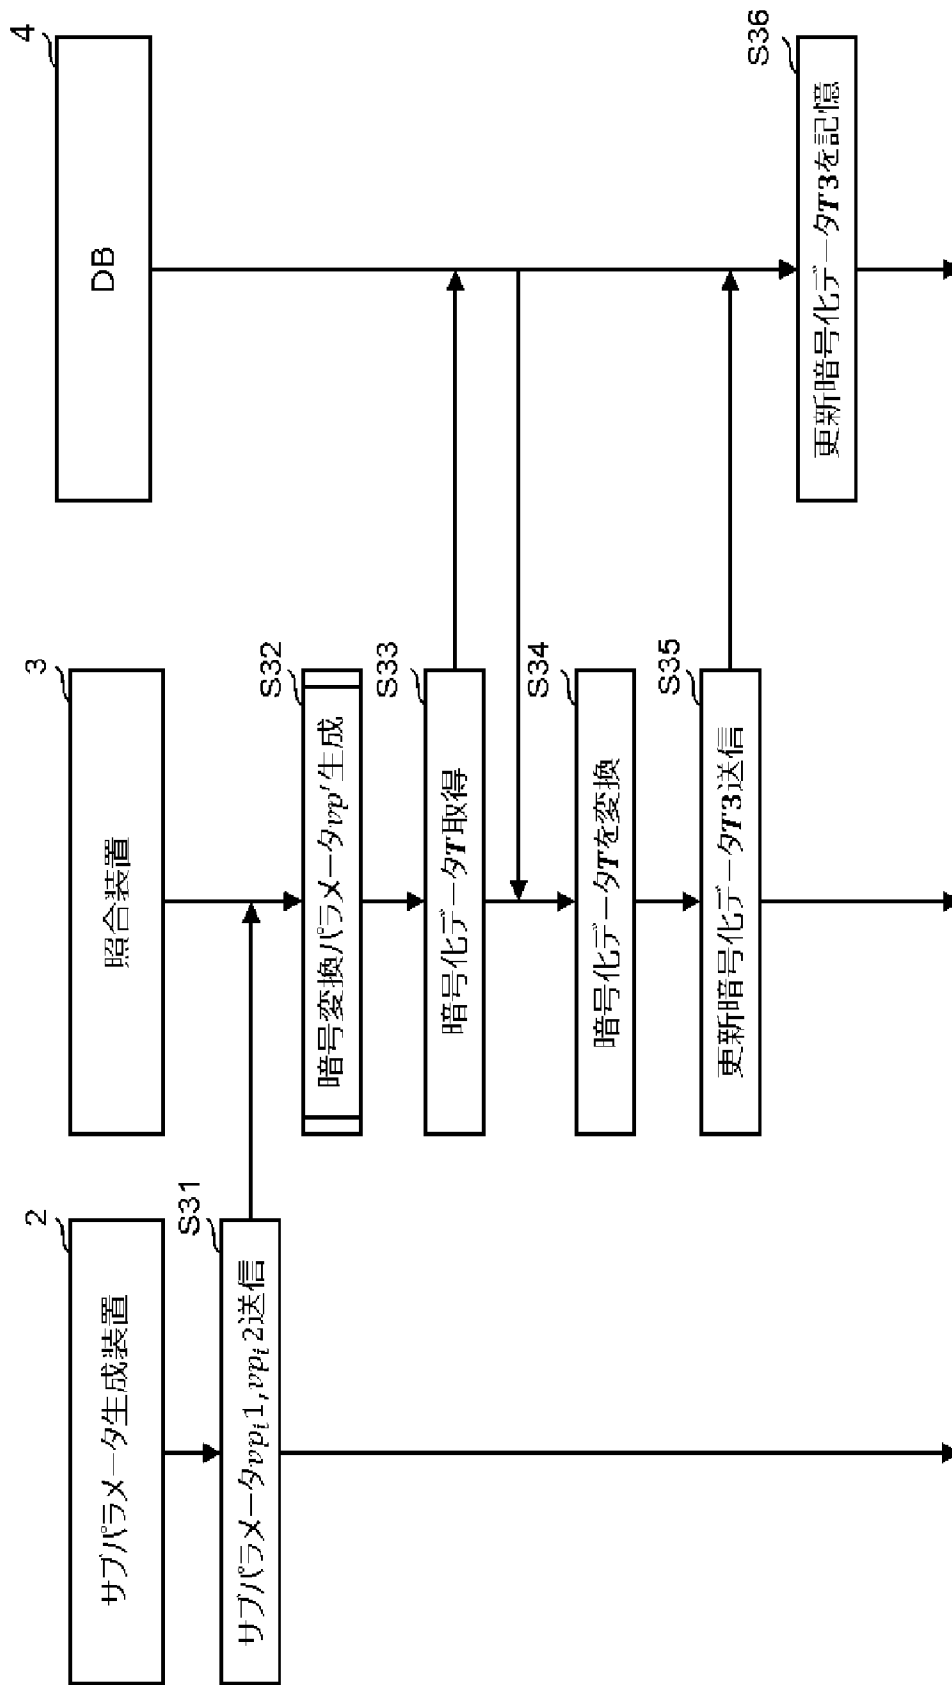 2
サブパラメータ生成装置
3
照合装置
4
DB
S31
サブパラメータvpᵢ1,vpᵢ2送信
S32
暗号変換パラメータvp′生成
S33
暗号化データT取得
S34
暗号化データTを変換
S35
更新暗号化データT3送信
S36
更新暗号化データT3を記憶